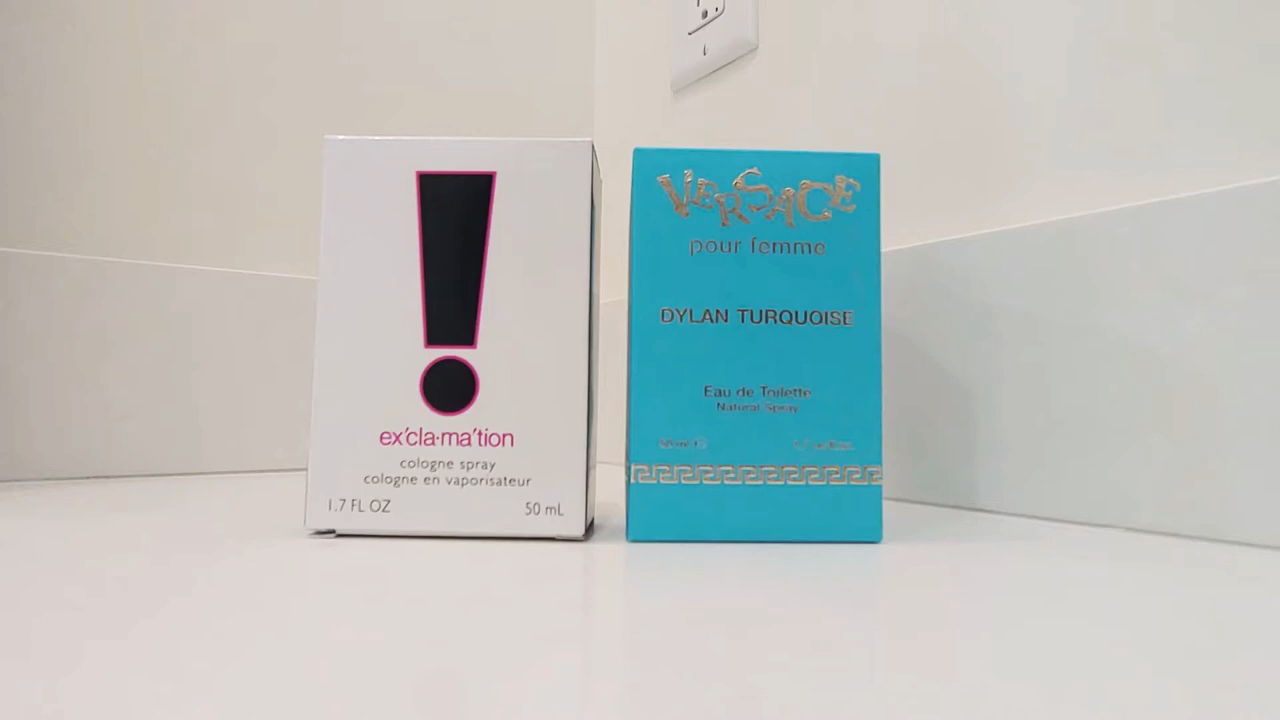 ex'cla·ma'tion
cologne spray
cologne en vaporisateur
1.7 FL OZ 50 mL
VERSACE
pour femme
DYLAN TURQUOISE
Eau de Toilette
Natural Spray